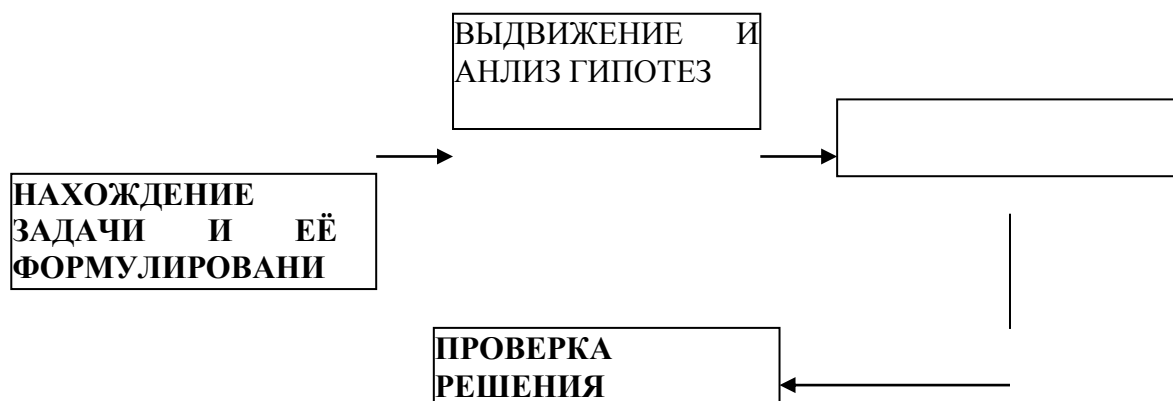 ВЫДВИЖЕНИЕ И
АНЛИЗ ГИПОТЕЗ
НАХОЖДЕНИЕ
ЗАДАЧИ И ЕЁ
ФОРМУЛИРОВАНИ
ПРОВЕРКА
РЕШЕНИЯ